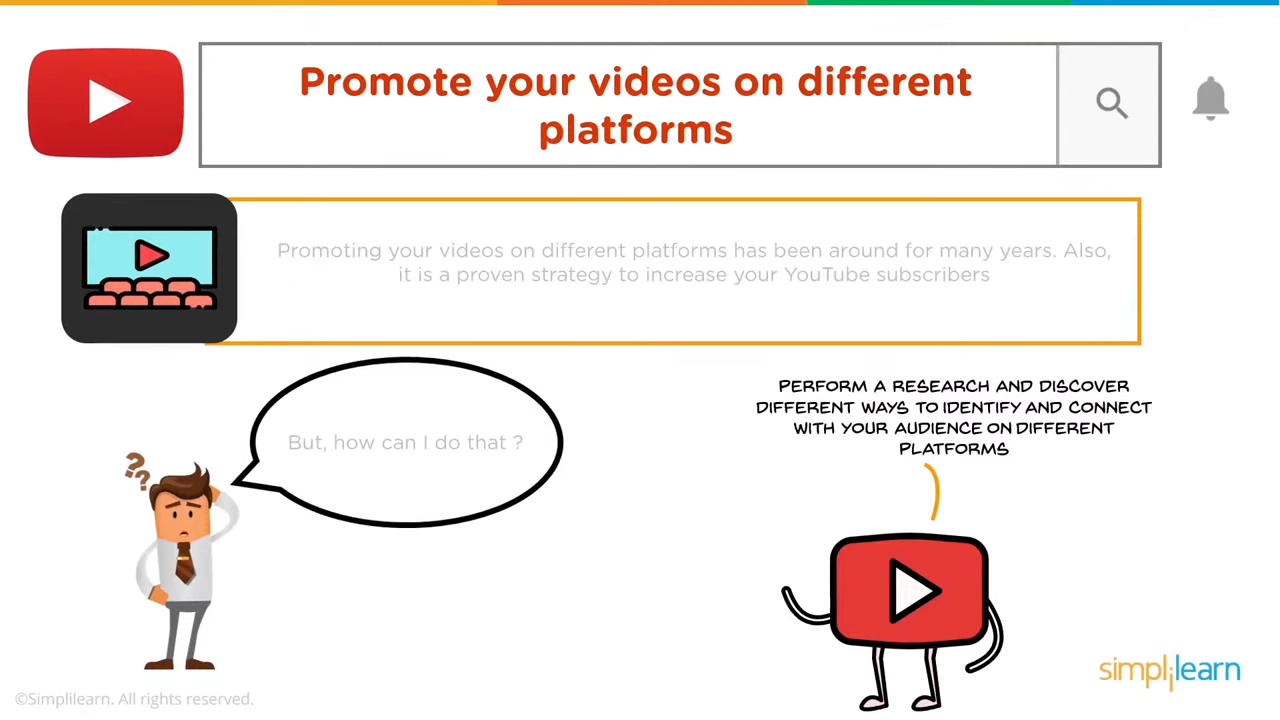 Promote your videos on different
platforms
Promoting your videos on different platforms has been around for many years. Also,
it is a proven strategy to increase your YouTube subscribers
But, how can I do that ?
PERFORM A RESEARCH AND DISCOVER
DIFFERENT WAYS TO IDENTIFY AND CONNECT
WITH YOUR AUDIENCE ON DIFFERENT
PLATFORMS
??
simplilearn
©Simplilearn. All rights reserved.